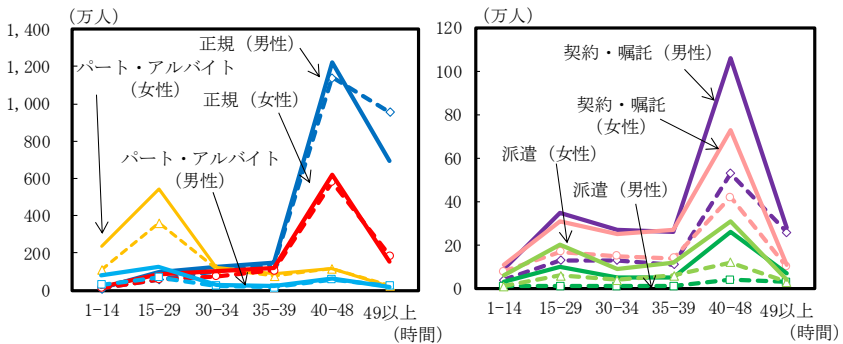 (万人)
1,400
1,200
1,000
800
600
400
200
0
正規(男性)
パート・アルバイト
(女性)
正規(女性)
パート・アルバイト
(男性)
1-14 15-29 30-34 35-39 40-48 49以上
(時間)
(万人)
120
100
80
60
40
20
0
契約・嘱託(男性)
契約・嘱託
(女性)
派遣(女性)
派遣(男性)
1-14 15-29 30-34 35-39 40-48 49以上
(時間)